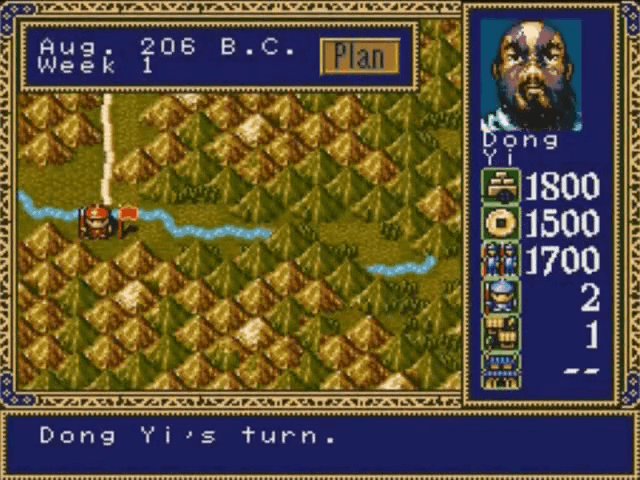 Aug. 206 B.C.
Week 1
Plan
Dong
Yi
1800
1500
1700
2
1
--
Dong Yi's turn.